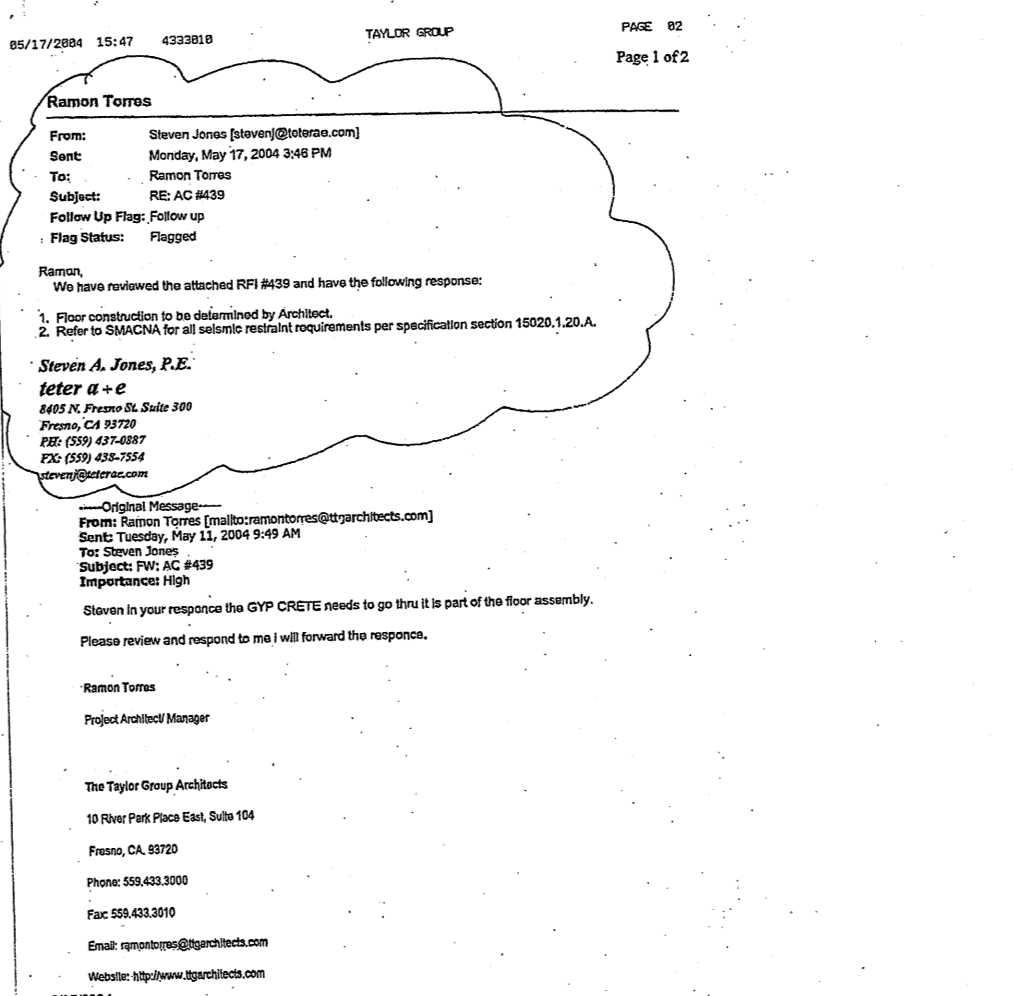 05/17/2004 15:47 4333010 TAYLOR GROUP PAGE 02
Page 1 of 2
Ramon Torres
From: Steven Jones [stevenj@teterae.com]
Sent: Monday, May 17, 2004 3:46 PM
To: Ramon Torres
Subject: RE: AC #439
Follow Up Flag: Follow up
Flag Status: Flagged
Ramon,
We have reviewed the attached RFI #439 and have the following response:
1. Floor construction to be determined by Architect.
2. Refer to SMACNA for all seismic restraint requirements per specification section 15020.1.20.A.
Steven A. Jones, P.E.
teter a+e
8405 N. Fresno St. Suite 300
Fresno, CA 93720
PH: (559) 437-0887
FX: (559) 438-7554
stevenj@teterae.com
-----Original Message-----
From: Ramon Torres [mailto:ramontorres@ttgarchitects.com]
Sent: Tuesday, May 11, 2004 9:49 AM
To: Steven Jones
Subject: FW: AC #439
Importance: High
Steven in your responce the GYP CRETE needs to go thru it is part of the floor assembly.
Please review and respond to me i will forward the responce.
Ramon Torres
Project Architect/ Manager
The Taylor Group Architects
10 River Park Place East, Suite 104
Fresno, CA. 93720
Phone: 559.433.3000
Fax: 559.433.3010
Email: ramontorres@ttgarchitects.com
Website: http://www.ttgarchitects.com